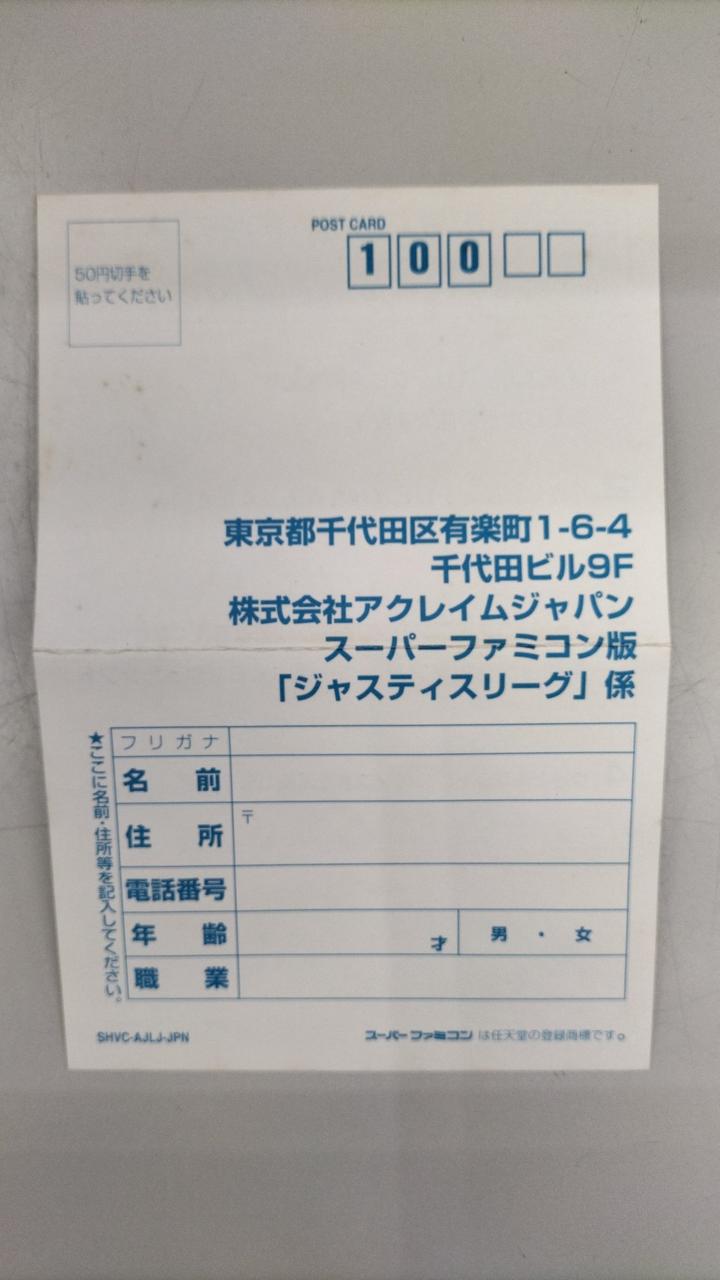 POST CARD
100
50円切手を
貼ってください
東京都千代田区有楽町1-6-4
千代田ビル9F
株式会社アクレイムジャパン
スーパーファミコン版
「ジャスティスリーグ」係
★ここに名前・住所等を記入してください。
フリガナ
名 前
住 所 〒
電話番号
年 齢 才 男 ・ 女
職 業
SHVC-AJLJ-JPN
スーパーファミコンは任天堂の登録商標です。